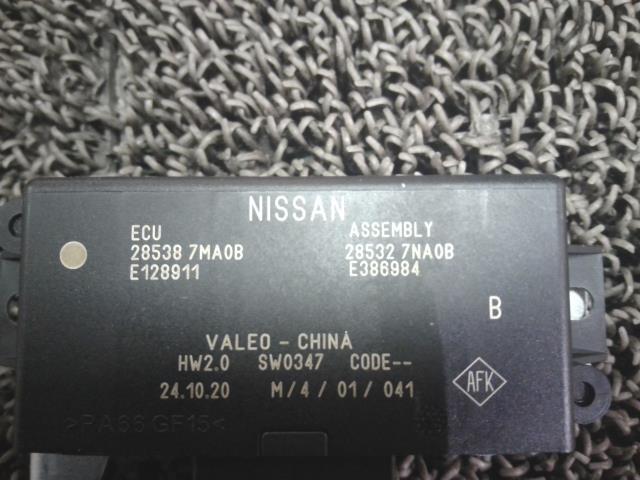 NISSAN
ECU ASSEMBLY
28538 7MA0B 28532 7NA0B
E128911 E386984
B
VALEO - CHINA
HW2.0 SW0347 CODE--
24.10.20 M/4/01/041
AFK
>PA66 GF15<